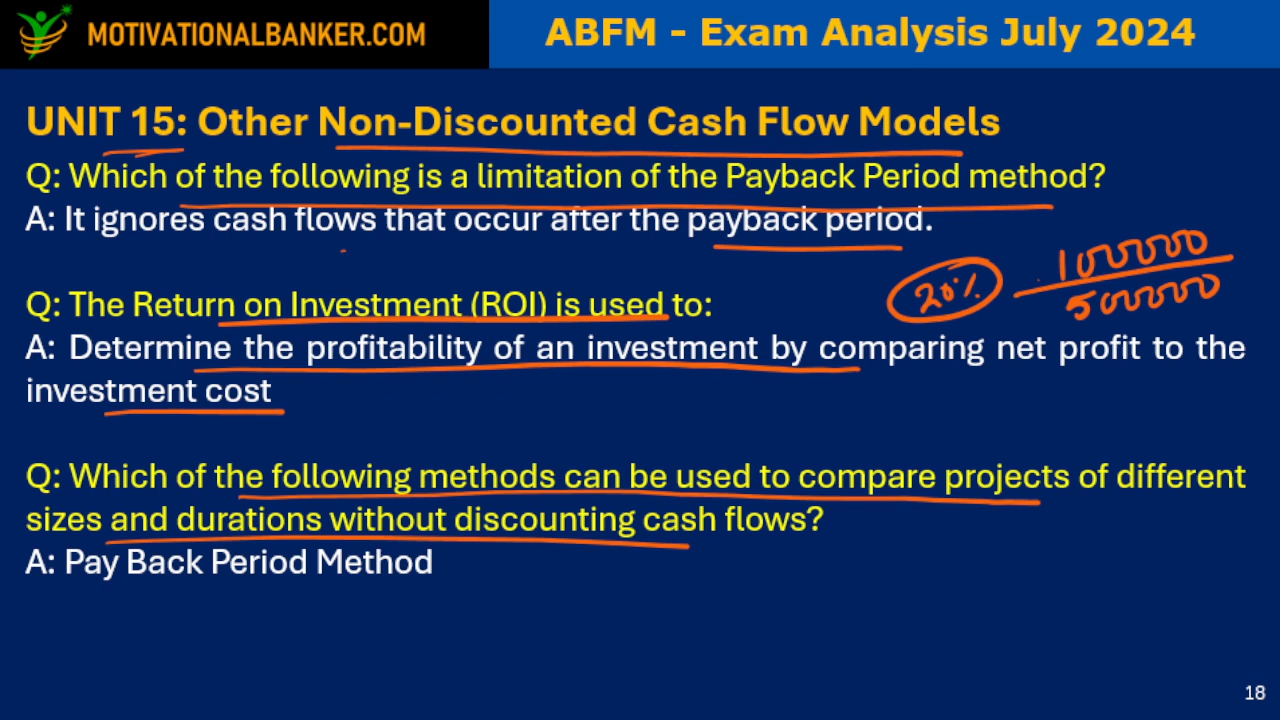 MOTIVATIONALBANKER.COM
ABFM - Exam Analysis July 2024
UNIT 15: Other Non-Discounted Cash Flow Models
Q: Which of the following is a limitation of the Payback Period method?
A: It ignores cash flows that occur after the payback period.
20%
100000
500000
Q: The Return on Investment (ROI) is used to:
A: Determine the profitability of an investment by comparing net profit to the
investment cost
Q: Which of the following methods can be used to compare projects of different
sizes and durations without discounting cash flows?
A: Pay Back Period Method
18